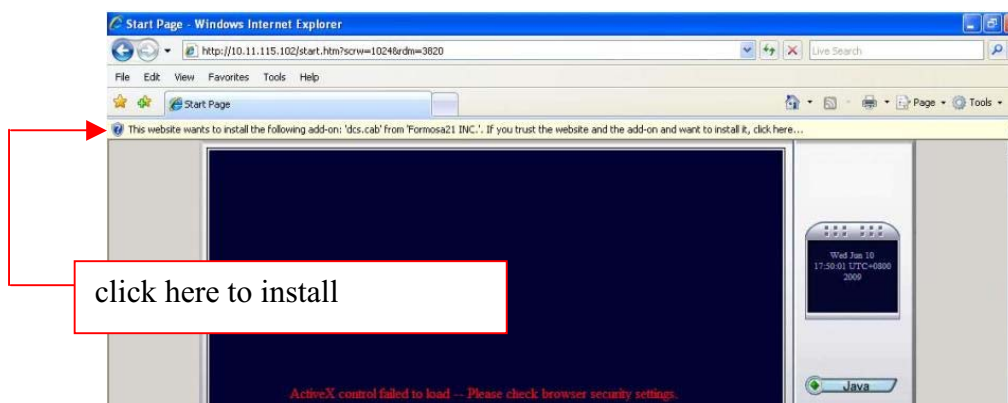 Start Page - Windows Internet Explorer
http://10.11.115.102/start.htm?scrw=1024&rdm=3820
Live Search
File Edit View Favorites Tools Help
Start Page
Page
Tools
This website wants to install the following add-on: 'dcs.cab' from 'Formosa21 INC.'. If you trust the website and the add-on and want to install it, click here...
Wed Jun 10
17:50:01 UTC+0800
2009
click here to install
ActiveX control failed to load -- Please check browser security settings.
Java